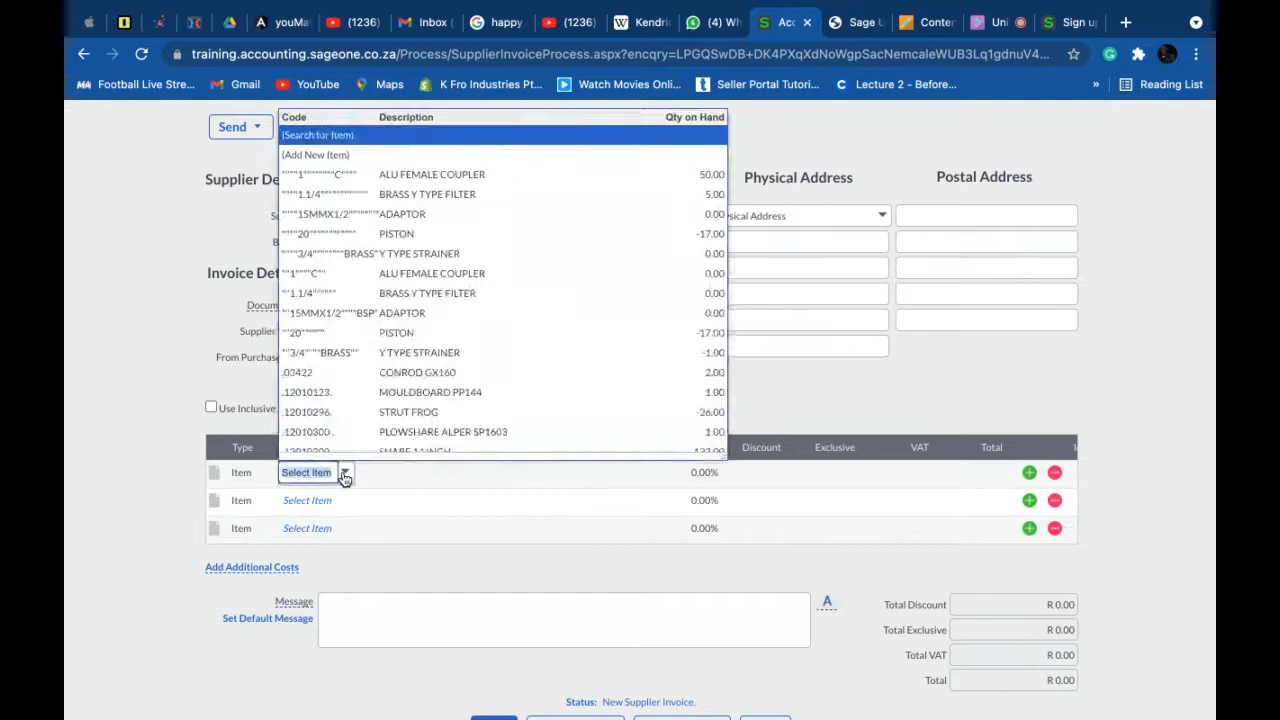 youMa
(1236)
Inbox (
happy
(1236)
Kendri
(4) Wh
Acc
Sage U
Conter
Uni
Sign up
training.accounting.sageone.co.za/Process/SupplierInvoiceProcess.aspx?encqry=LPGQSwDB+DK4PXqXdNoWgpSacNemcaleWUB3Lq1gdnuV4...
Football Live Stre...
Gmail
YouTube
Maps
K Fro Industries Pt...
Watch Movies Onli...
Seller Portal Tutori...
Lecture 2 - Before...
»
Reading List
Send
Code Description Qty on Hand
(Search for Item)
(Add New Item)
ALU FEMALE COUPLER 50.00
BRASS Y TYPE FILTER 5.00
ADAPTOR 0.00
PISTON -17.00
Y TYPE STRAINER 0.00
ALU FEMALE COUPLER 0.00
BRASS Y TYPE FILTER 0.00
ADAPTOR 0.00
PISTON -17.00
Y TYPE STRAINER -1.00
.03422 CONROD GX160 2.00
.12010123. MOULDBOARD PP144 1.00
.12010296. STRUT FROG -26.00
.12010300. PLOWSHARE ALPER SP1603 1.00
Supplier De
Physical Address
Postal Address
sical Address
Invoice Det
Docum
Supplier
From Purchas
Use Inclusive
Type Discount Exclusive VAT Total
Item Select Item 0.00%
Item Select Item 0.00%
Item Select Item 0.00%
Add Additional Costs
Message
Set Default Message
A
Total Discount R 0.00
Total Exclusive R 0.00
Total VAT R 0.00
Total R 0.00
Status: New Supplier Invoice.